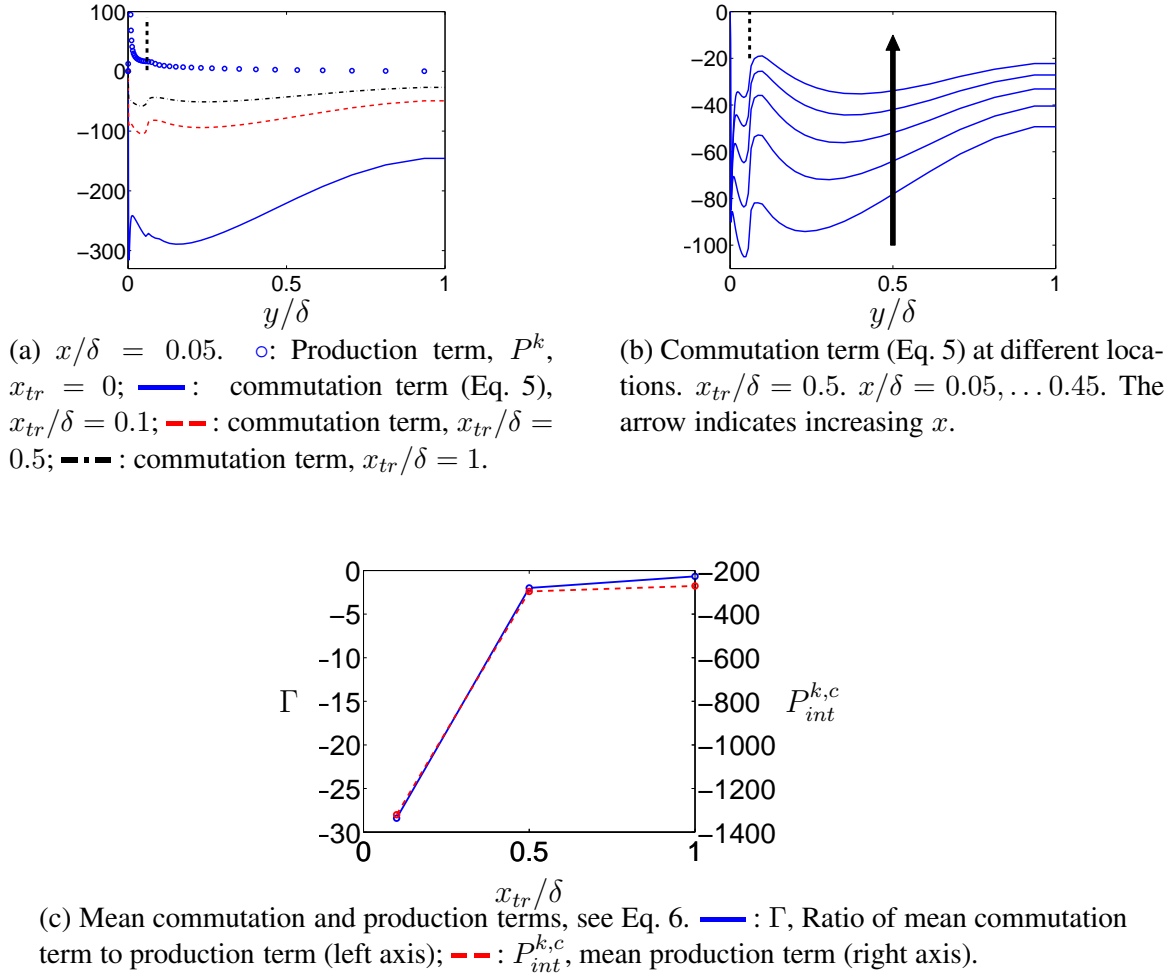 100
0
−100
−200
−300
0
0.5
1
y/δ
0
−20
−40
−60
−80
-100
0
0.5
1
y/δ
(a) x/δ = 0.05. ○: Production term, P^k,
x_tr = 0; : commutation term (Eq. 5),
x_tr/δ = 0.1; : commutation term, x_tr/δ =
0.5; : commutation term, x_tr/δ = 1.
(b) Commutation term (Eq. 5) at different loca-
tions. x_tr/δ = 0.5. x/δ = 0.05, . . . 0.45. The
arrow indicates increasing x.
0
−5
−10
−15
−20
−25
−30
Γ
0
0.5
1
x_tr/δ
−200
−400
−600
−800
−1000
−1200
−1400
P_int^{k,c}
(c) Mean commutation and production terms, see Eq. 6. : Γ, Ratio of mean commutation
term to production term (left axis); : P_int^{k,c}, mean production term (right axis).